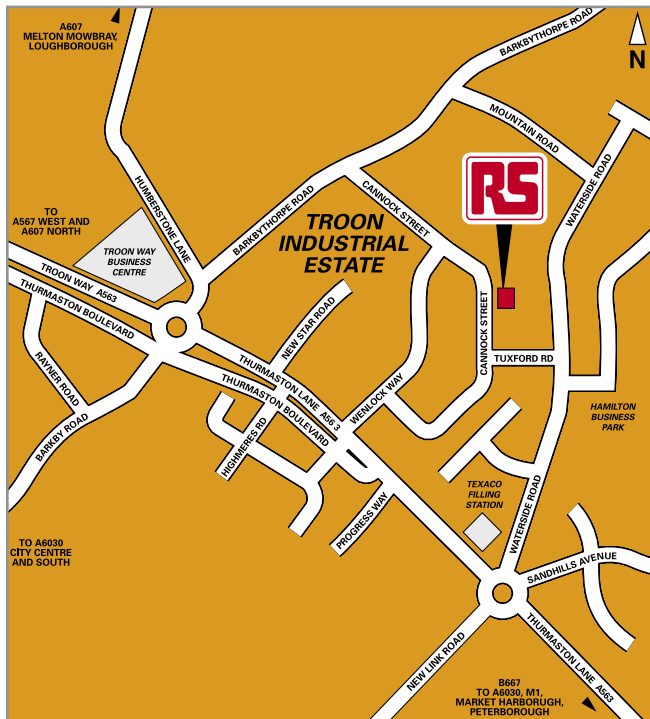 A607
MELTON MOWBRAY,
LOUGHBOROUGH
BARKBYTHORPE ROAD
N
MOUNTAIN ROAD
WATERSIDE ROAD
HUMBERSTONE LANE
RS
CANNOCK STREET
BARKBYTHORPE ROAD
TO
A567 WEST AND
A607 NORTH
TROON
INDUSTRIAL
ESTATE
TROON WAY
BUSINESS
CENTRE
TROON WAY A563
THURMASTON BOULEVARD
NEW STAR ROAD
CANNOCK STREET
TUXFORD RD
RAYNER ROAD
THURMASTON LANE A56 3
THURMASTON BOULEVARD
WENLOCK WAY
HAMILTON
BUSINESS
PARK
BARKBY ROAD
HIGHMERES RD
TEXACO
FILLING
STATION
WATERSIDE ROAD
PROGRESS WAY
TO A6030
CITY CENTRE
AND SOUTH
SANDHILLS AVENUE
NEW LINK ROAD
THURMASTON LANE A563
B667
TO A6030, M1,
MARKET HARBORUGH,
PETERBOROUGH